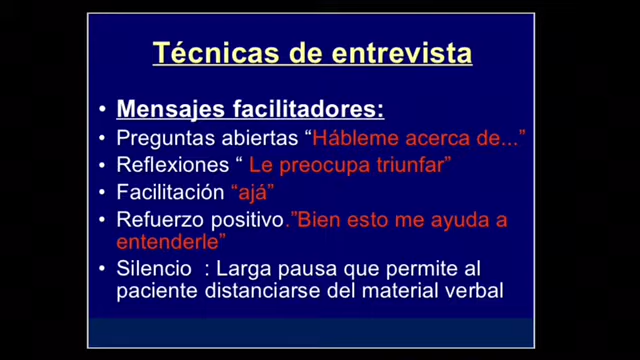 Técnicas de entrevista
• Mensajes facilitadores:
• Preguntas abiertas “Hábleme acerca de...”
• Reflexiones “ Le preocupa triunfar”
• Facilitación “ajá”
• Refuerzo positivo.”Bien esto me ayuda a
entenderle”
• Silencio : Larga pausa que permite al
paciente distanciarse del material verbal